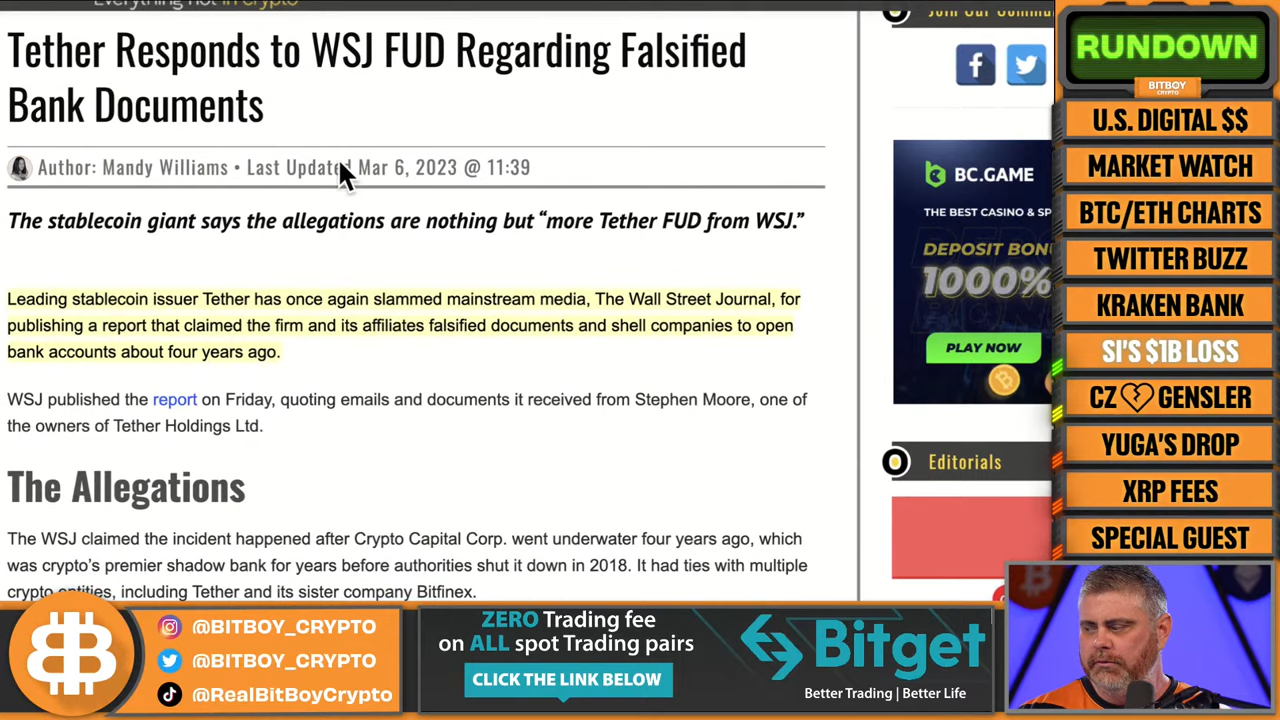 Everything not in Crypto
Tether Responds to WSJ FUD Regarding Falsified
Bank Documents
Author: Mandy Williams • Last Updated Mar 6, 2023 @ 11:39
The stablecoin giant says the allegations are nothing but “more Tether FUD from WSJ.”
Leading stablecoin issuer Tether has once again slammed mainstream media, The Wall Street Journal, for
publishing a report that claimed the firm and its affiliates falsified documents and shell companies to open
bank accounts about four years ago.
WSJ published the report on Friday, quoting emails and documents it received from Stephen Moore, one of
the owners of Tether Holdings Ltd.
The Allegations
The WSJ claimed the incident happened after Crypto Capital Corp. went underwater four years ago, which
was crypto’s premier shadow bank for years before authorities shut it down in 2018. It had ties with multiple
crypto entities, including Tether and its sister company Bitfinex.
Join Our Commu
BC.GAME
THE BEST CASINO & SP
DEPOSIT BONU
1000%
PLAY NOW
Editorials
RUNDOWN
BITBOY
CRYPTO
U.S. DIGITAL $$
MARKET WATCH
BTC/ETH CHARTS
TWITTER BUZZ
KRAKEN BANK
SI'S $1B LOSS
CZ GENSLER
YUGA'S DROP
XRP FEES
SPECIAL GUEST
@BITBOY_CRYPTO
@BITBOY_CRYPTO
@RealBitBoyCrypto
ZERO Trading fee
on ALL spot Trading pairs
CLICK THE LINK BELOW
Bitget
Better Trading | Better Life